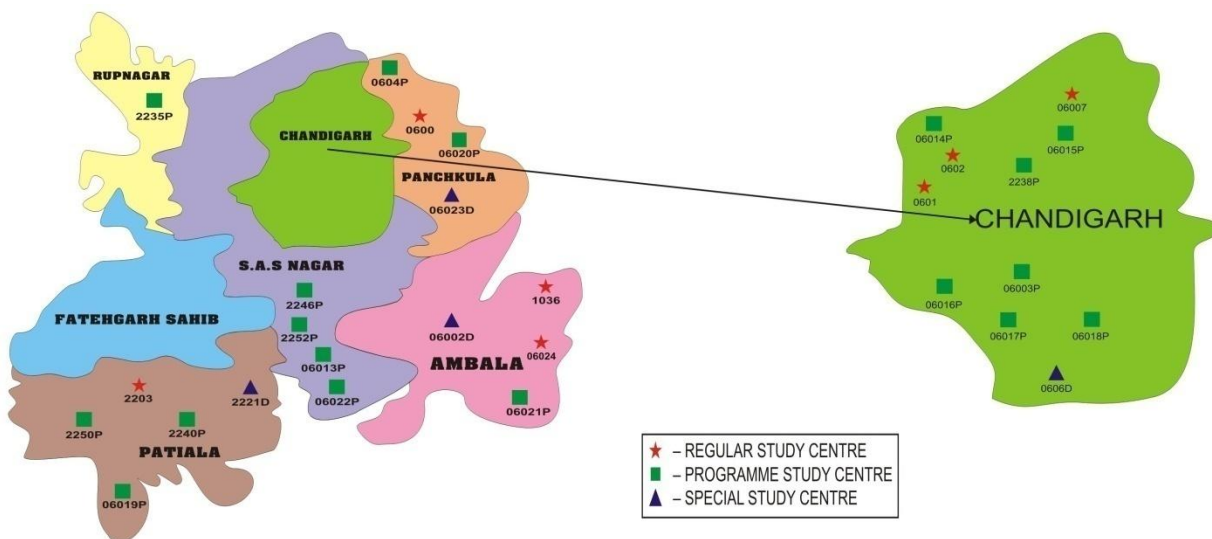 RUPNAGAR
2235P
CHANDIGARH
0604P
0600
06020P
PANCHKULA
06023D
S.A.S NAGAR
2246P
2252P
06013P
06022P
FATEHGARH SAHIB
1036
06002D
06024
AMBALA
06021P
2203
2221D
2250P
2240P
PATIALA
06019P
06007
06014P
06015P
0602
2238P
0601
CHANDIGARH
06003P
06016P
06017P
06018P
0606D
– REGULAR STUDY CENTRE
– PROGRAMME STUDY CENTRE
– SPECIAL STUDY CENTRE